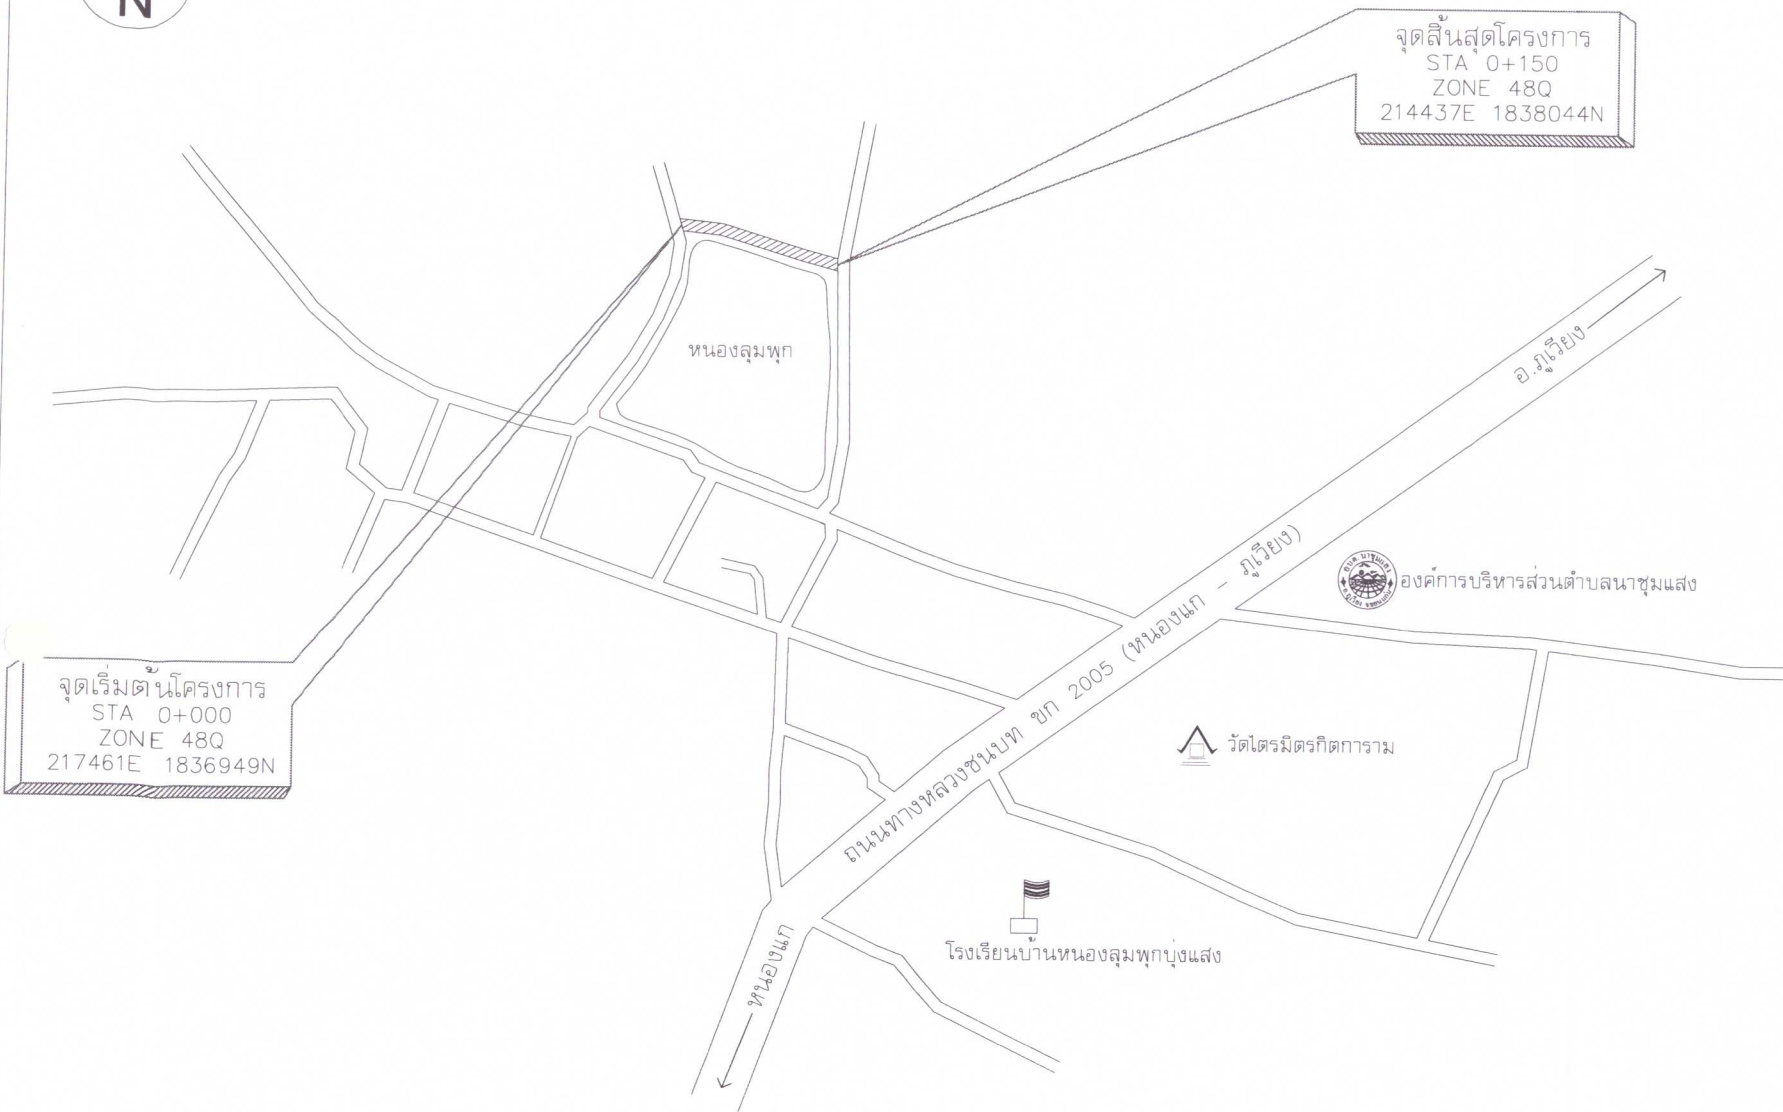 N
จุดสิ้นสุดโครงการ
STA 0+150
ZONE 48Q
214437E 1838044N
หนองลุมพุก
อ.ภูเวียง
ถนนทางหลวงชนบท ขก 2005 (หนองแก - ภูเวียง)
องค์การบริหารส่วนตำบลนาชุมแสง
จุดเริ่มต้นโครงการ
STA 0+000
ZONE 48Q
217461E 1836949N
วัดไตรมิตรกิตการาม
โรงเรียนบ้านหนองลุมพุกบุ่งแสง
หนองแก